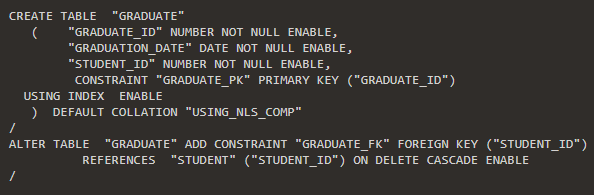 CREATE TABLE "GRADUATE"
( "GRADUATE_ID" NUMBER NOT NULL ENABLE,
"GRADUATION_DATE" DATE NOT NULL ENABLE,
"STUDENT_ID" NUMBER NOT NULL ENABLE,
CONSTRAINT "GRADUATE_PK" PRIMARY KEY ("GRADUATE_ID")
USING INDEX ENABLE
) DEFAULT COLLATION "USING_NLS_COMP"
/
ALTER TABLE "GRADUATE" ADD CONSTRAINT "GRADUATE_FK" FOREIGN KEY ("STUDENT_ID")
REFERENCES "STUDENT" ("STUDENT_ID") ON DELETE CASCADE ENABLE
/